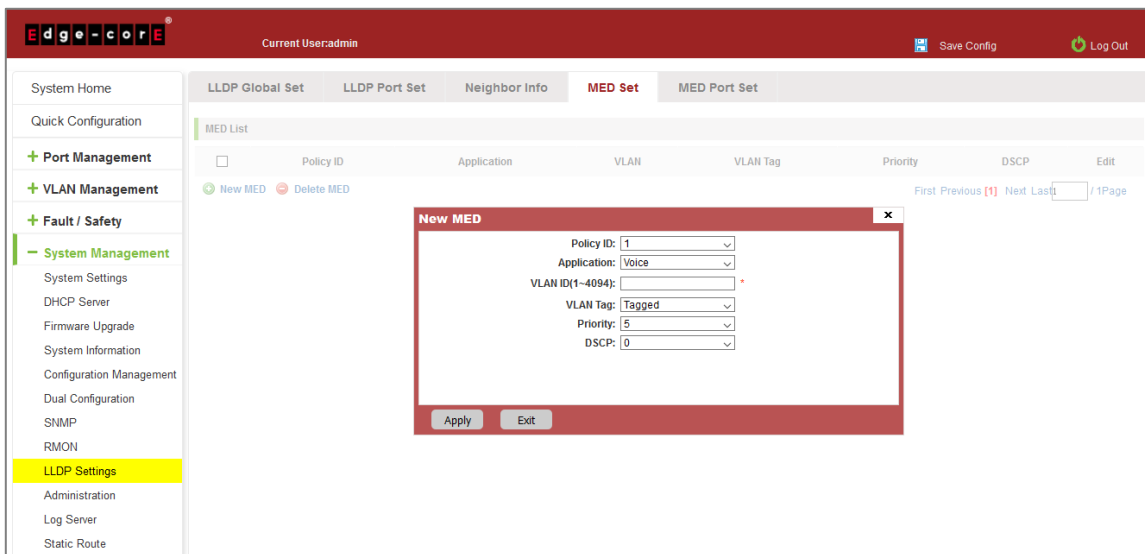 Edge-corE®
Current User:admin
Save Config
Log Out
System Home
Quick Configuration
+ Port Management
+ VLAN Management
+ Fault / Safety
− System Management
System Settings
DHCP Server
Firmware Upgrade
System Information
Configuration Management
Dual Configuration
SNMP
RMON
LLDP Settings
Administration
Log Server
Static Route
LLDP Global Set LLDP Port Set Neighbor Info MED Set MED Port Set
MED List
Policy ID Application VLAN VLAN Tag Priority DSCP Edit
New MED Delete MED
First Previous [1] Next Last 1 / 1Page
New MED x
Policy ID: 1
Application: Voice
VLAN ID(1~4094): *
VLAN Tag: Tagged
Priority: 5
DSCP: 0
Apply Exit